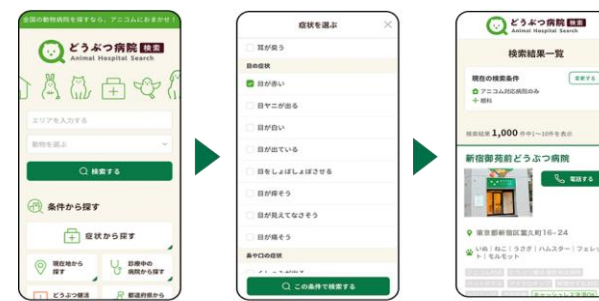 全国の動物病院を探すなら、アニコムにおまかせ！
どうぶつ病院 検索
Animal Hospital Search
エリアを入力する
動物を選ぶ
検索する
条件から探す
症状から探す
現在地から
探す
診療中の
病院から探す
どうぶつ健活
都道府県から
症状を選ぶ
耳が臭う
目の症状
目が赤い
目ヤニが出る
目が白い
目が出ている
目をしょぼしょぼさせる
目が痒そう
目が見えてなさそう
目が痛そう
鼻や口の症状
くしゃみが出る
この条件で検索する
どうぶつ病院 検索
Animal Hospital Search
検索結果一覧
現在の検索条件
変更する
アニコム対応病院のみ
眼科
検索結果 1,000 件中1〜10件を表示
新宿御苑前どうぶつ病院
電話する
東京都新宿区富久町16-24
いぬ｜ねこ｜うさぎ｜ハムスター｜フェレッ
ト｜モルモット